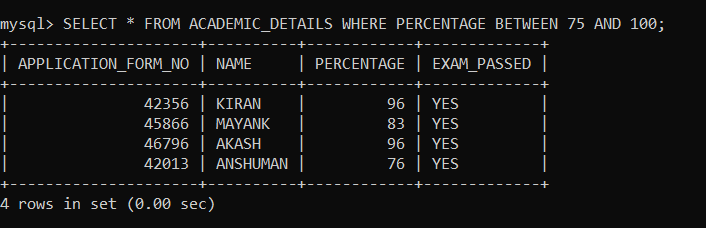 mysql> SELECT * FROM ACADEMIC_DETAILS WHERE PERCENTAGE BETWEEN 75 AND 100;
+---------------------+----------+------------+-------------+
| APPLICATION_FORM_NO | NAME     | PERCENTAGE | EXAM_PASSED |
+---------------------+----------+------------+-------------+
|               42356 | KIRAN    |         96 | YES         |
|               45866 | MAYANK   |         83 | YES         |
|               46796 | AKASH    |         96 | YES         |
|               42013 | ANSHUMAN |         76 | YES         |
+---------------------+----------+------------+-------------+
4 rows in set (0.00 sec)